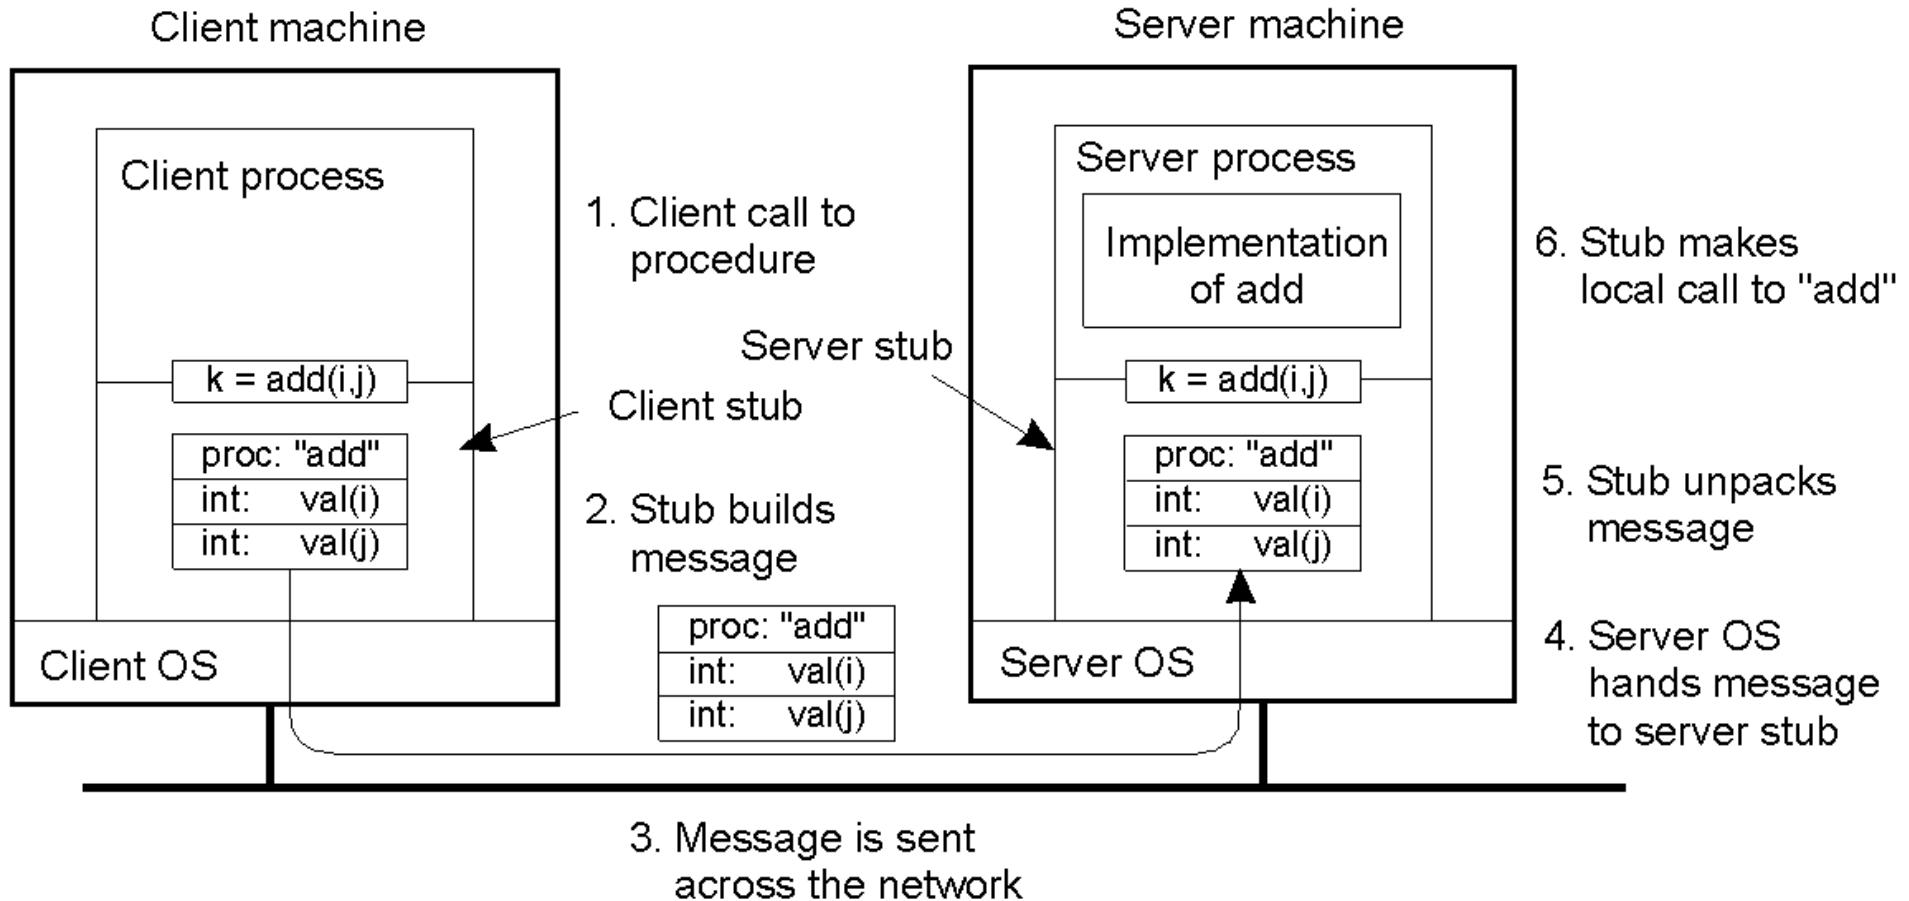 Client machine
Server machine
Client process
1. Client call to
procedure
k = add(i,j)
Client stub
proc: "add"
int: val(i)
int: val(j)
2. Stub builds
message
proc: "add"
int: val(i)
int: val(j)
Client OS
3. Message is sent
across the network
Server process
Implementation
of add
6. Stub makes
local call to "add"
Server stub
k = add(i,j)
proc: "add"
int: val(i)
int: val(j)
5. Stub unpacks
message
Server OS
4. Server OS
hands message
to server stub